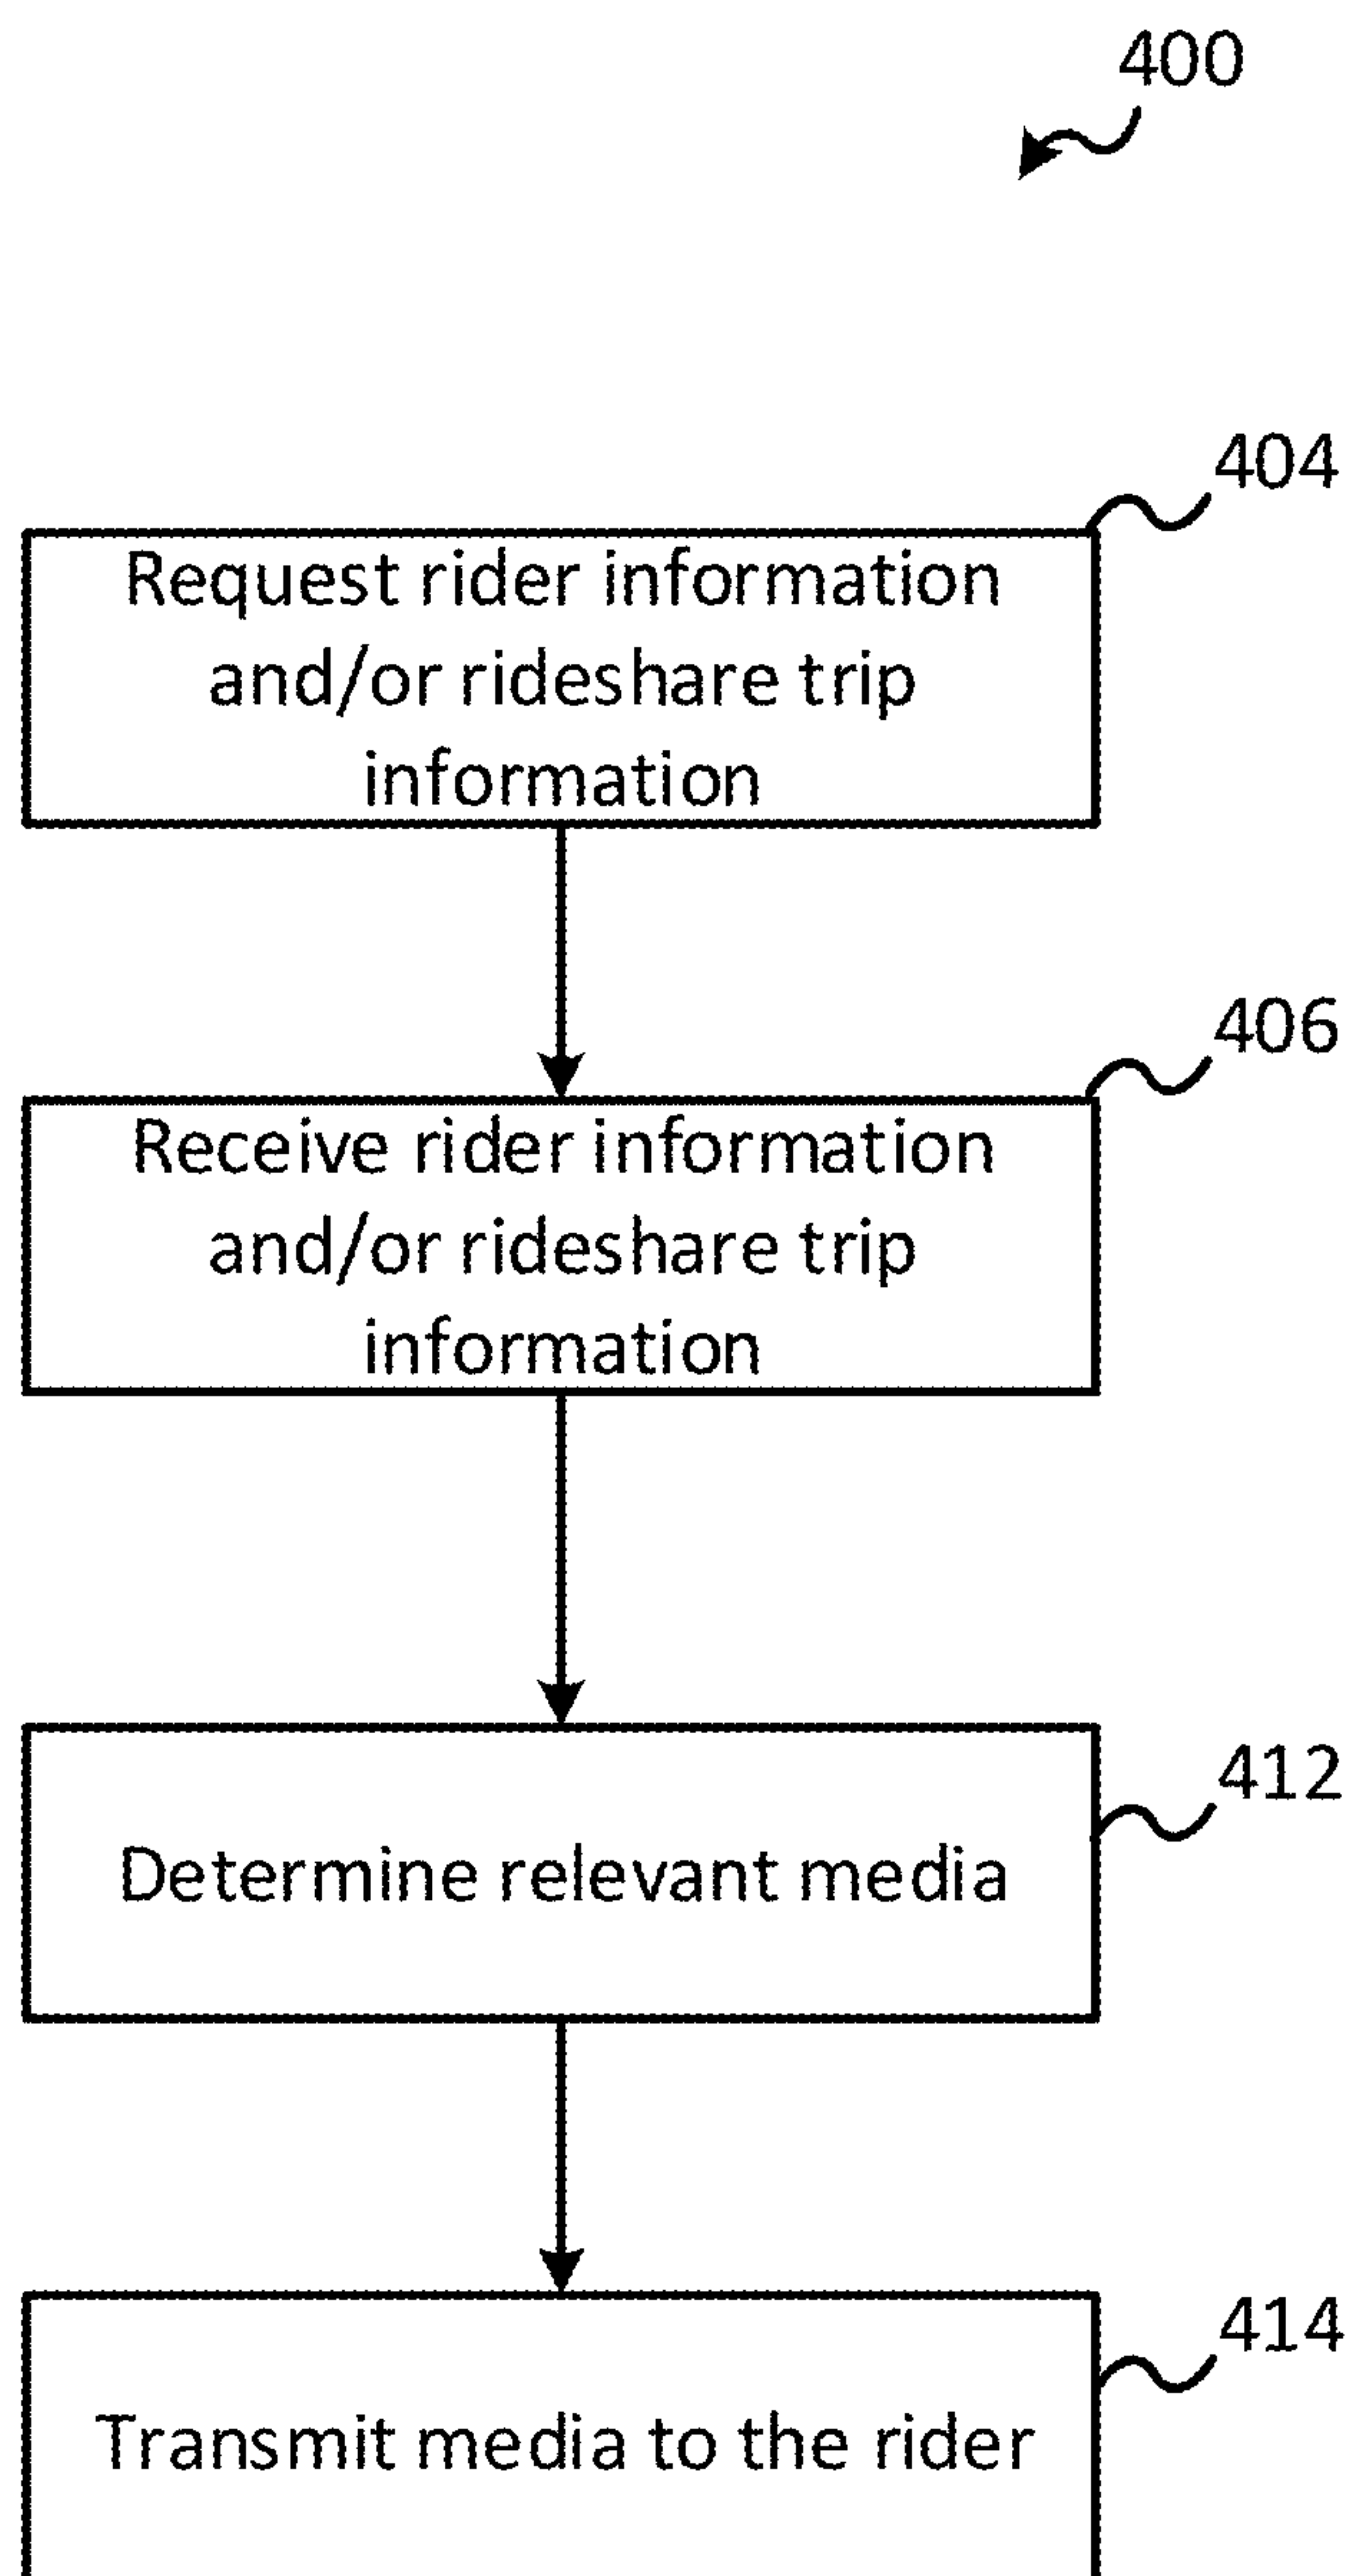 400
404
Request rider information
and/or rideshare trip
information
406
Receive rider information
and/or rideshare trip
information
412
Determine relevant media
414
Transmit media to the rider